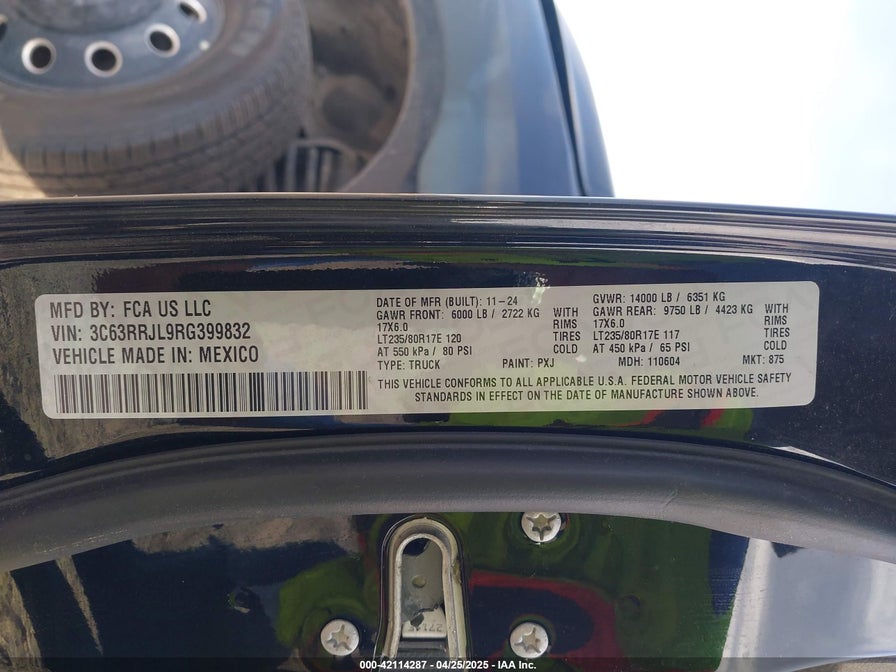 MFD BY: FCA US LLC
VIN: 3C63RRJL9RG399832
VEHICLE MADE IN: MEXICO
DATE OF MFR (BUILT): 11-24
GAWR FRONT: 6000 LB / 2722 KG WITH
17X6.0 RIMS
LT235/80R17E 120 TIRES
AT 550 kPa / 80 PSI COLD
TYPE: TRUCK PAINT: PXJ
GVWR: 14000 LB / 6351 KG
GAWR REAR: 9750 LB / 4423 KG WITH
17X6.0 RIMS
LT235/80R17E 117 TIRES
AT 450 kPa / 65 PSI COLD
MDH: 110604 MKT: 875
THIS VEHICLE CONFORMS TO ALL APPLICABLE U.S.A. FEDERAL MOTOR VEHICLE SAFETY
STANDARDS IN EFFECT ON THE DATE OF MANUFACTURE SHOWN ABOVE.
000-42114287 - 04/25/2025 - IAA Inc.